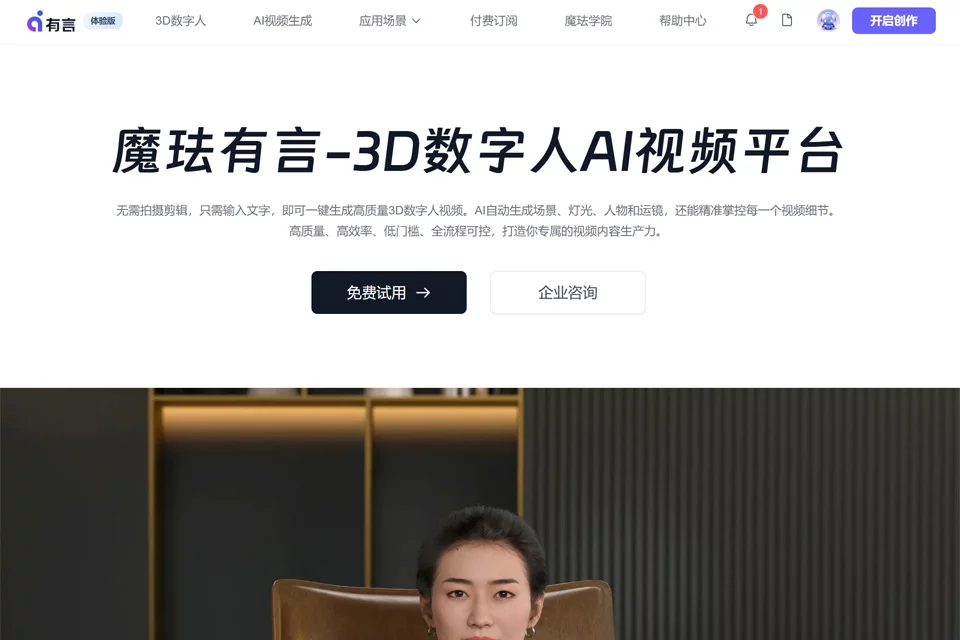 有言 体验版 3D数字人 AI视频生成 应用场景 付费订阅 魔珐学院 帮助中心 1 开启创作
魔珐有言-3D数字人AI视频平台
无需拍摄剪辑，只需输入文字，即可一键生成高质量3D数字人视频。AI自动生成场景、灯光、人物和运镜，还能精准掌控每一个视频细节。
高质量、高效率、低门槛、全流程可控，打造你专属的视频内容生产力。
免费试用 → 企业咨询